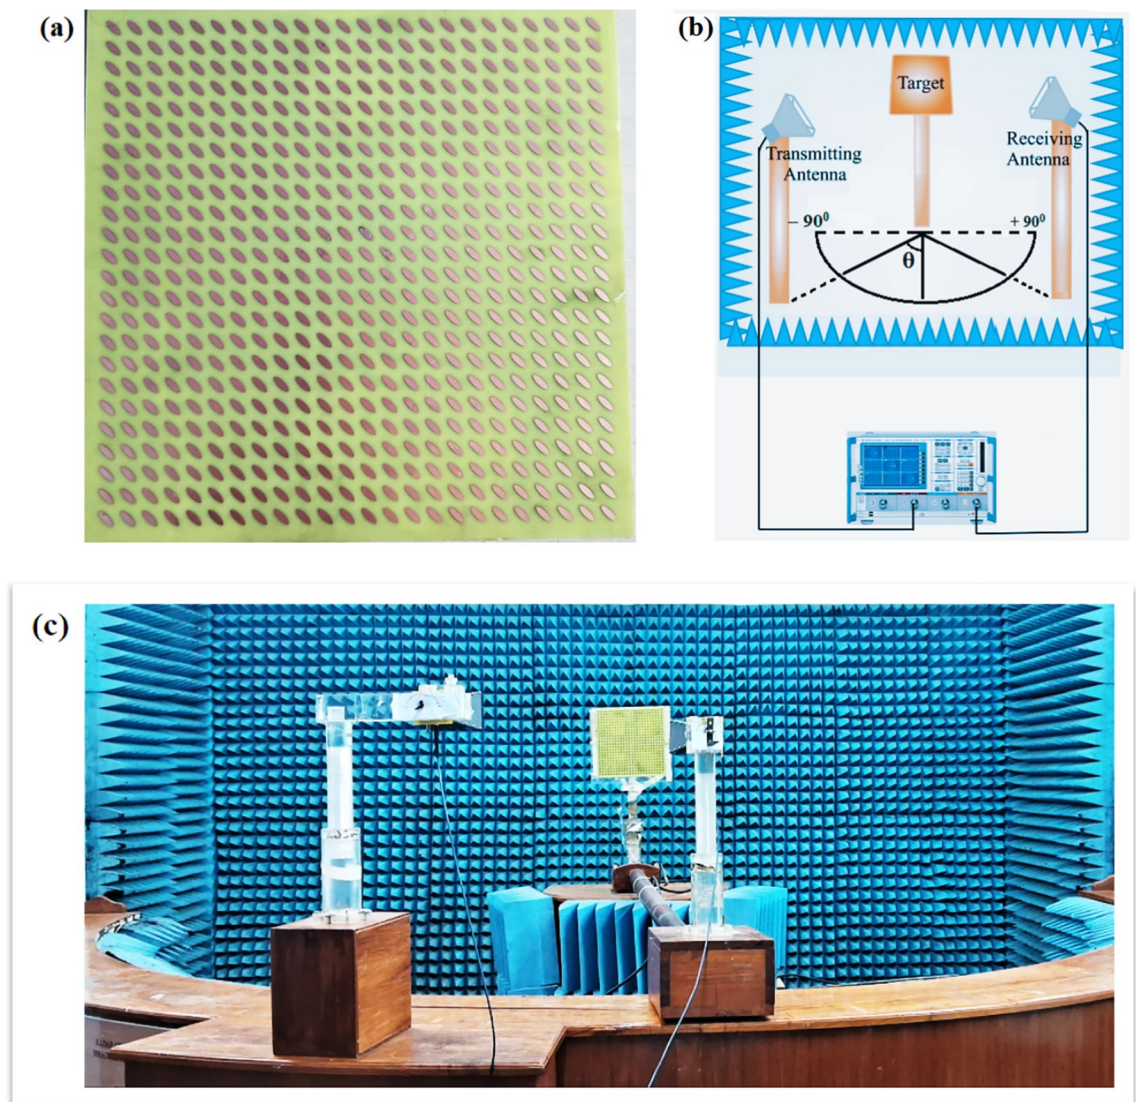 (a)
(b)
Target
Transmitting
Antenna
Receiving
Antenna
– 90⁰
+ 90⁰
θ
(c)